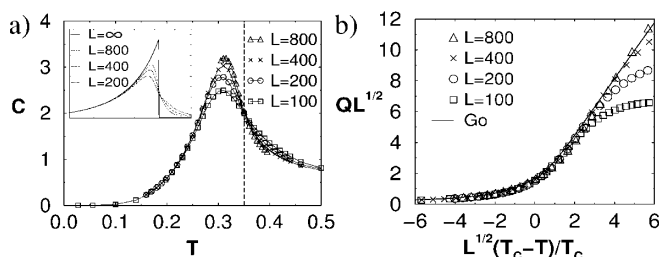 a)
L=∞
L=800
L=400
L=200
L=800
L=400
L=200
L=100
C
4
3
2
1
0
0.0 0.1 0.2 0.3 0.4 0.5
T
b)
L=800
L=400
L=200
L=100
Go
QL^{1/2}
12
10
8
6
4
2
0
−6 −4 −2 0 2 4 6
L^{1/2}(T_C−T)/T_C